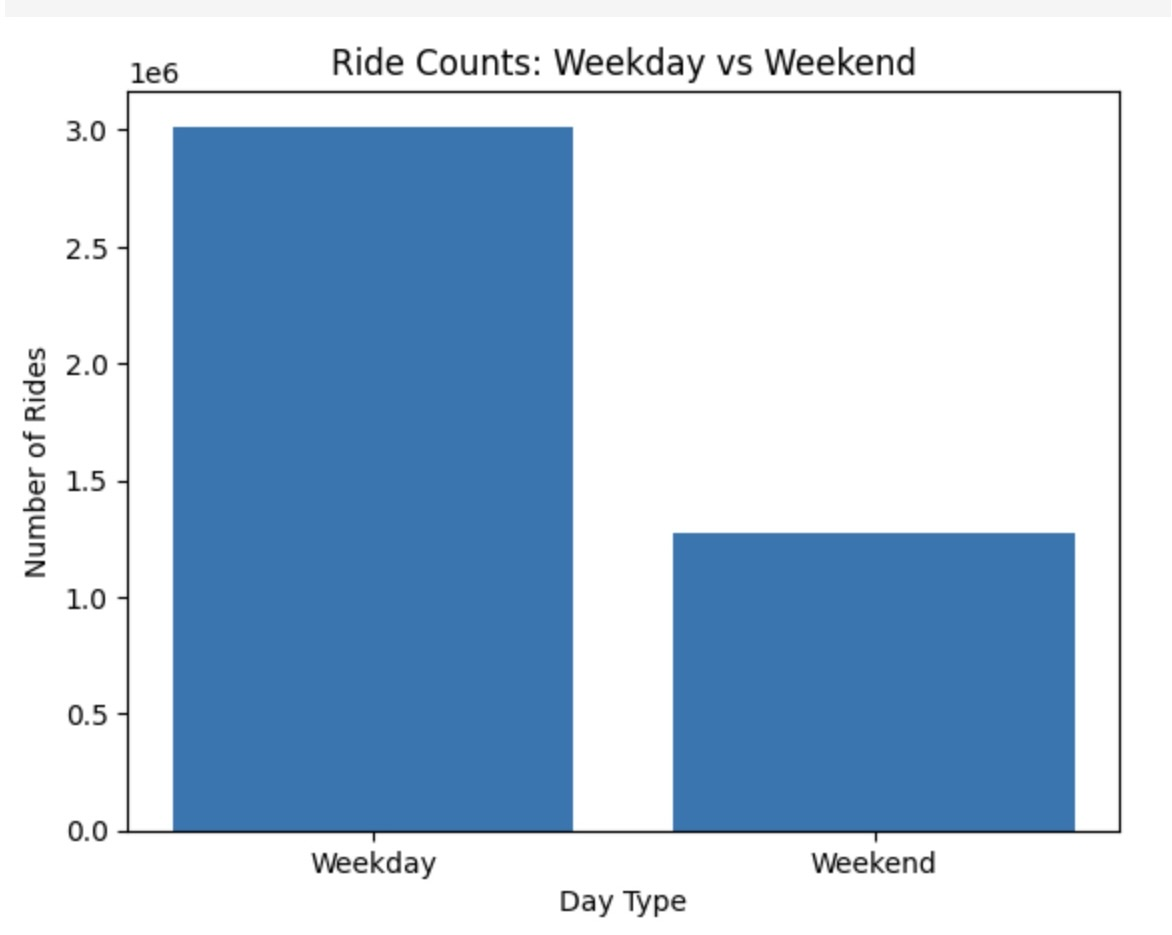 Ride Counts: Weekday vs Weekend
1e6
3.0
2.5
2.0
1.5
1.0
0.5
0.0
Number of Rides
Weekday Weekend
Day Type